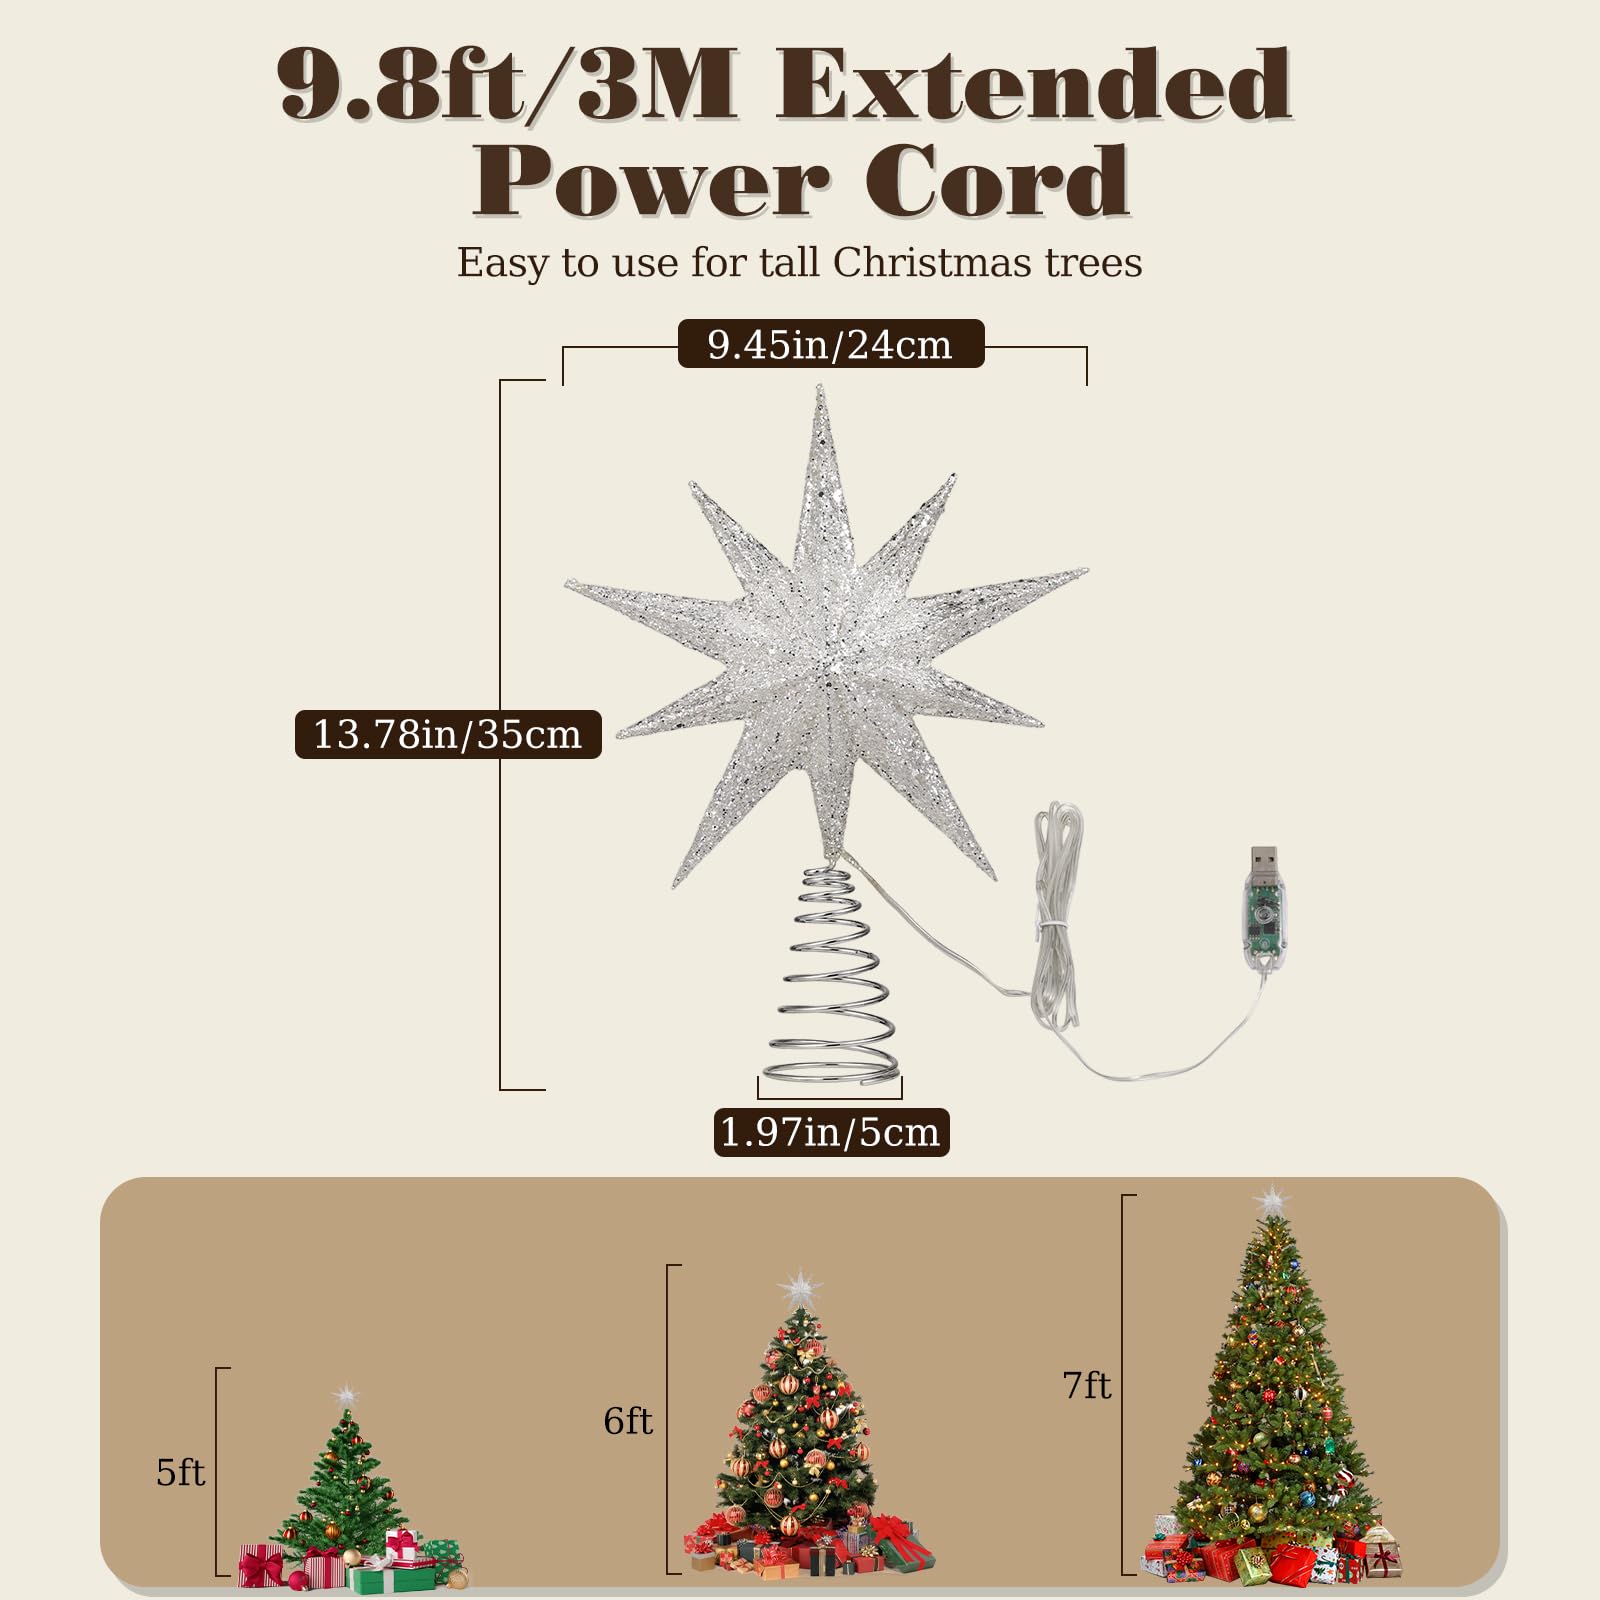 9.8ft/3M Extended
Power Cord
Easy to use for tall Christmas trees
9.45in/24cm
13.78in/35cm
1.97in/5cm
5ft
6ft
7ft